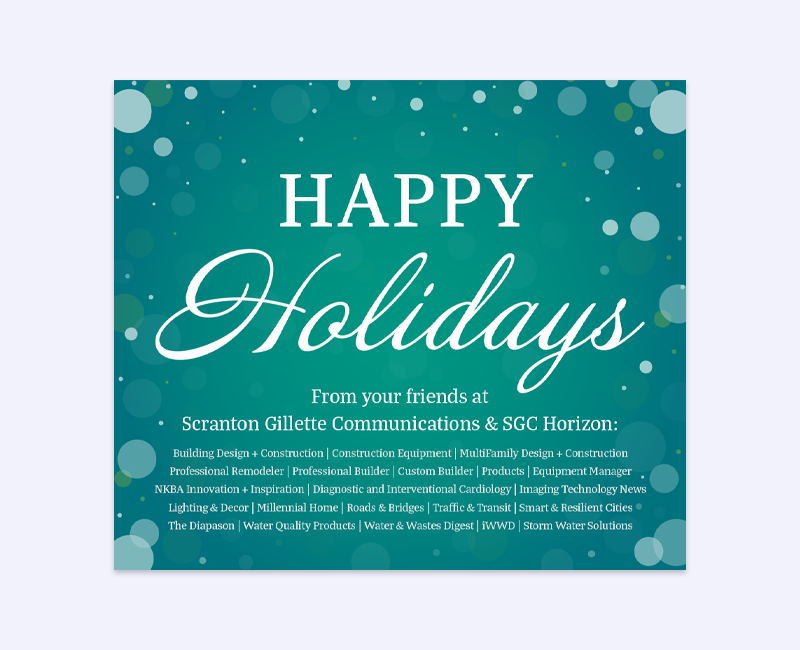 HAPPY
Holidays
From your friends at
Scranton Gillette Communications & SGC Horizon:
Building Design + Construction | Construction Equipment | MultiFamily Design + Construction
Professional Remodeler | Professional Builder | Custom Builder | Products | Equipment Manager
NKBA Innovation + Inspiration | Diagnostic and Interventional Cardiology | Imaging Technology News
Lighting & Decor | Millennial Home | Roads & Bridges | Traffic & Transit | Smart & Resilient Cities
The Diapason | Water Quality Products | Water & Wastes Digest | iWWD | Storm Water Solutions